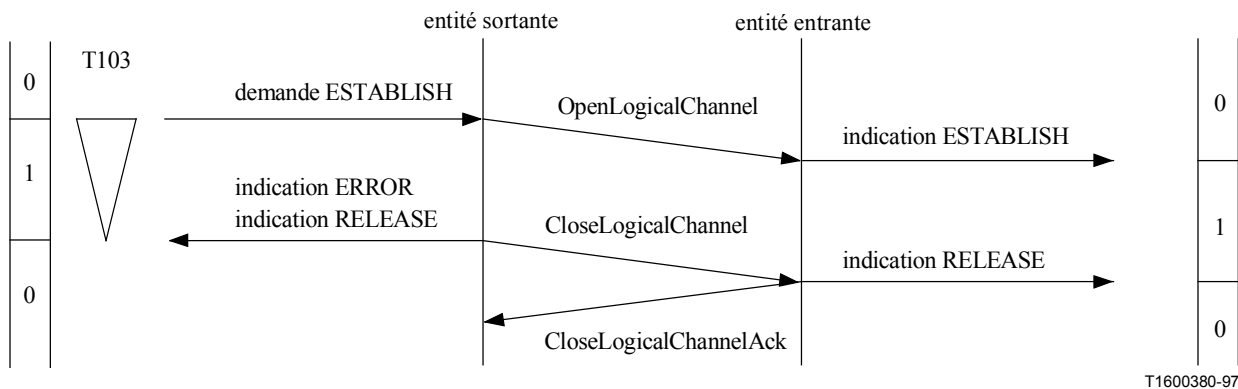 entité sortante
entité entrante
T103
0
demande ESTABLISH
OpenLogicalChannel
0
indication ESTABLISH
1
indication ERROR
indication RELEASE
CloseLogicalChannel
1
indication RELEASE
0
CloseLogicalChannelAck
0
T1600380-97